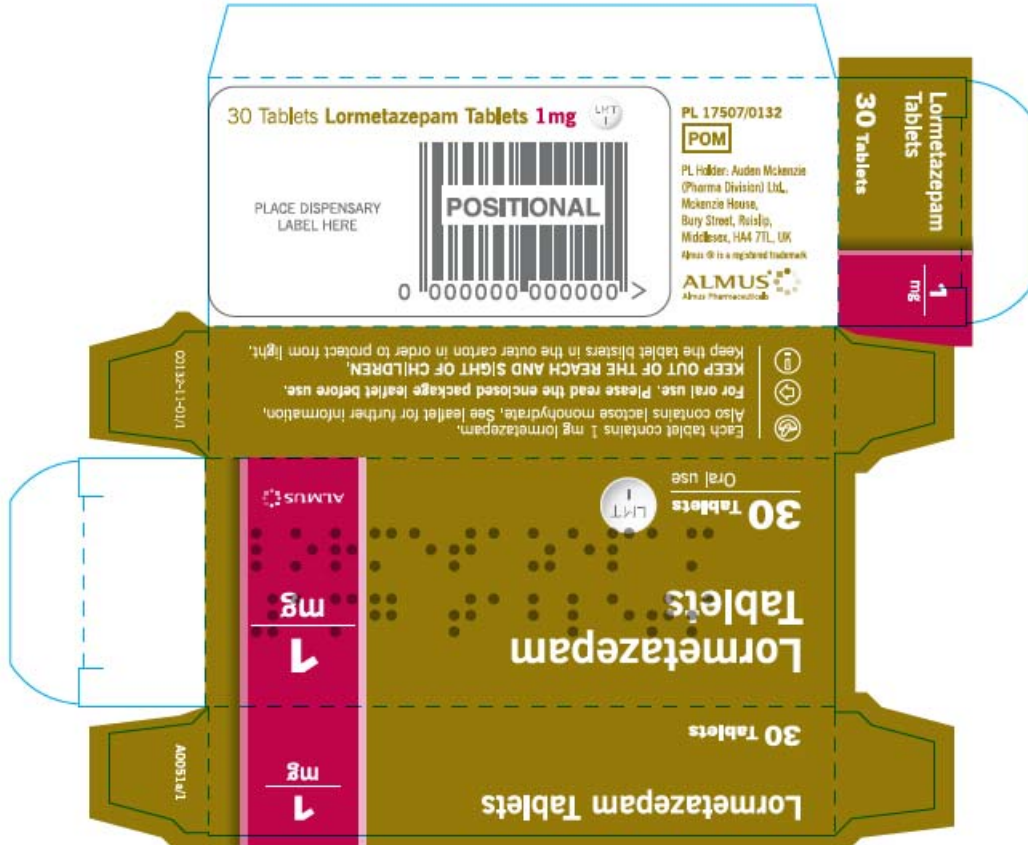 30 Tablets Lormetazepam Tablets 1mg
LMT
I
PLACE DISPENSARY
LABEL HERE
POSITIONAL
0 000000 000000 >
PL 17507/0132
POM
PL Holder: Auden Mckenzie
(Pharma Division) Ltd.,
Mckenzie House,
Bury Street, Ruislip,
Middlesex, HA4 7TL, UK
Almus ® is a registered trademark
ALMUS
Almus Pharmaceuticals
Lormetazepam
Tablets
30 Tablets
1
mg
00132-11-01/1
Each tablet contains 1 mg lormetazepam.
Also contains lactose monohydrate, See leaflet for further information,
For oral use. Please read the enclosed package leaflet before use.
KEEP OUT OF THE REACH AND SIGHT OF CHILDREN.
Keep the tablet blisters in the outer carton in order to protect from light.
Lormetazepam
Tablets
1
mg
30 Tablets
Oral use
LMT
I
ALMUS
A0051a/1
Lormetazepam Tablets
30 Tablets
1
mg